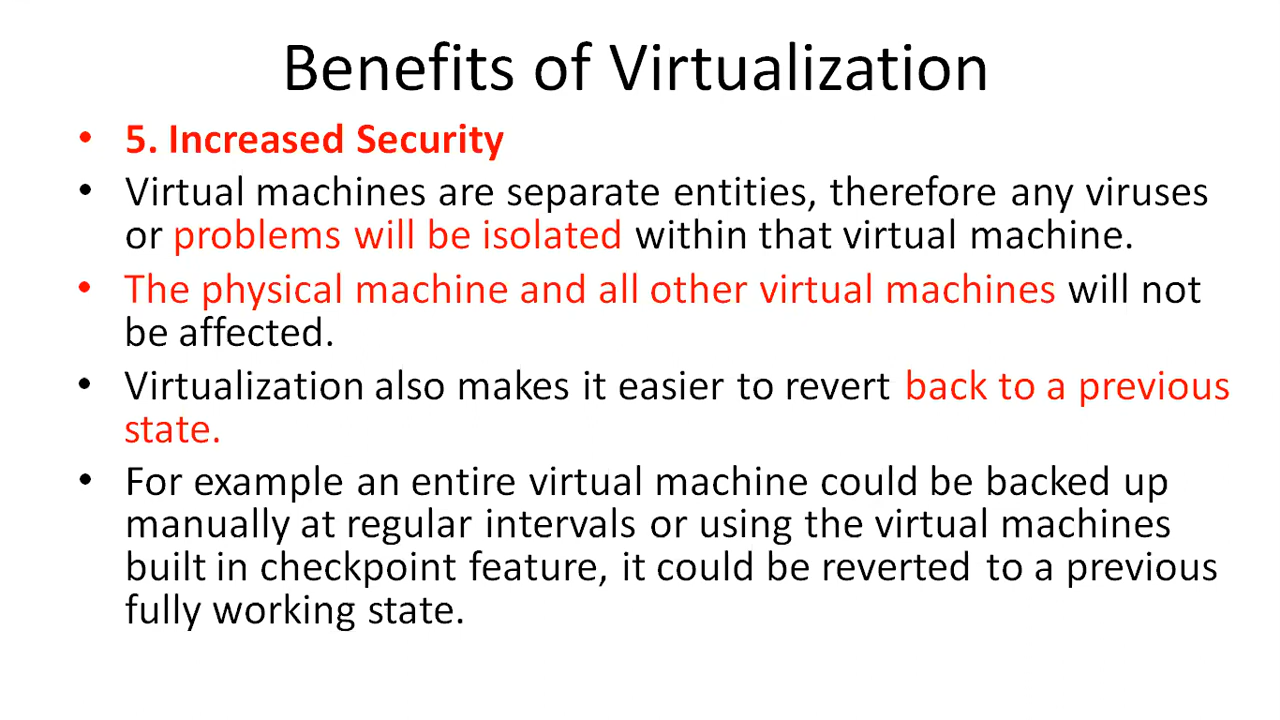 Benefits of Virtualization
• 5. Increased Security
• Virtual machines are separate entities, therefore any viruses
or problems will be isolated within that virtual machine.
• The physical machine and all other virtual machines will not
be affected.
• Virtualization also makes it easier to revert back to a previous
state.
• For example an entire virtual machine could be backed up
manually at regular intervals or using the virtual machines
built in checkpoint feature, it could be reverted to a previous
fully working state.